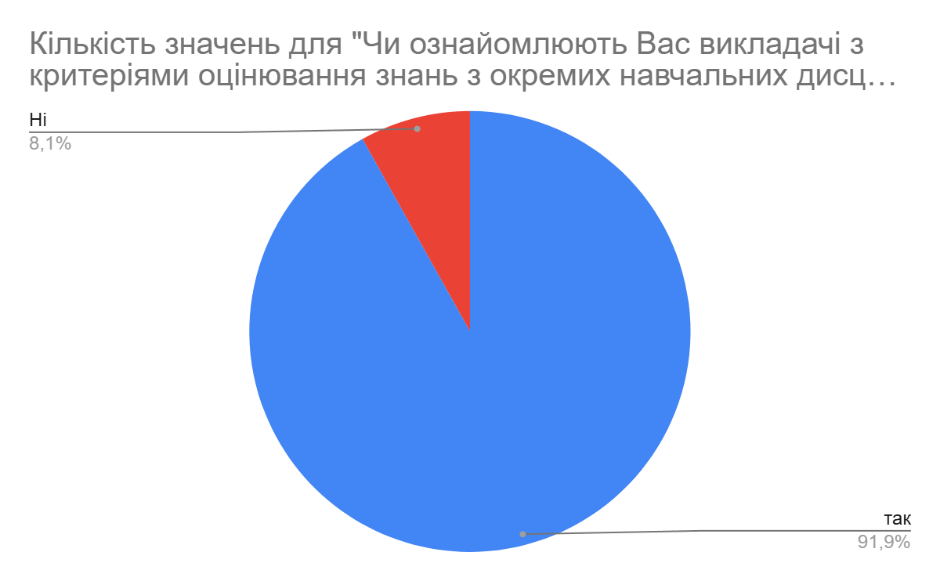 Кількість значень для "Чи ознайомлюють Вас викладачі з
критеріями оцінювання знань з окремих навчальних дисц…
Ні
8,1%
так
91,9%